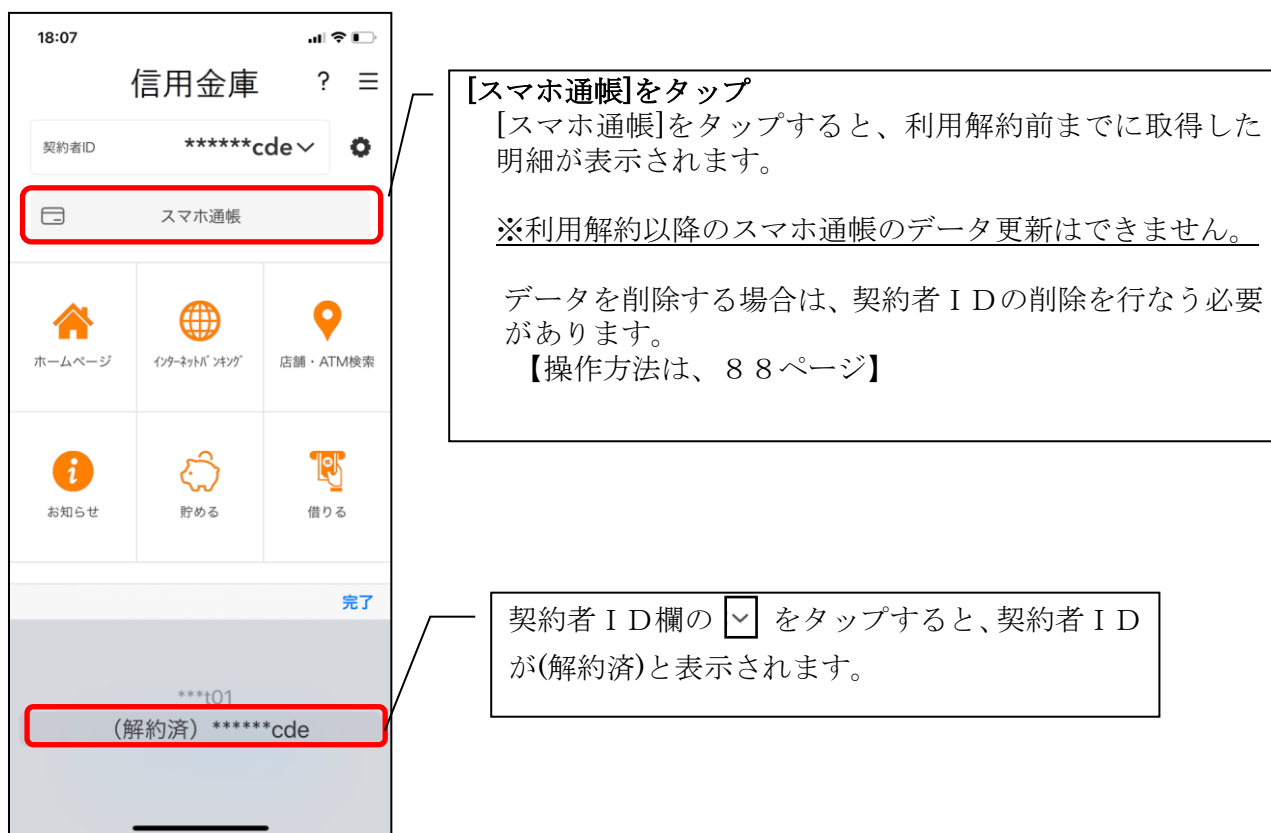 18:07
信用金庫 ?
契約者ID ******cde
スマホ通帳
ホームページ
インターネットバンキング
店舗・ATM検索
お知らせ
貯める
借りる
完了
***t01
（解約済）******cde
[スマホ通帳]をタップ
[スマホ通帳]をタップすると、利用解約前までに取得した
明細が表示されます。
※利用解約以降のスマホ通帳のデータ更新はできません。
データを削除する場合は、契約者ＩＤの削除を行なう必要
があります。
【操作方法は、８８ページ】
契約者ＩＤ欄の をタップすると、契約者ＩＤ
が(解約済)と表示されます。